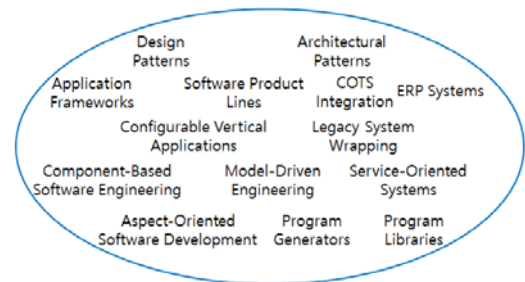 Design Architectural
Patterns Patterns
Application Software Product COTS ERP Systems
Frameworks Lines Integration
Configurable Vertical Legacy System
Applications Wrapping
Component-Based Model-Driven Service-Oriented
Software Engineering Engineering Systems
Aspect-Oriented Program Program
Software Development Generators Libraries